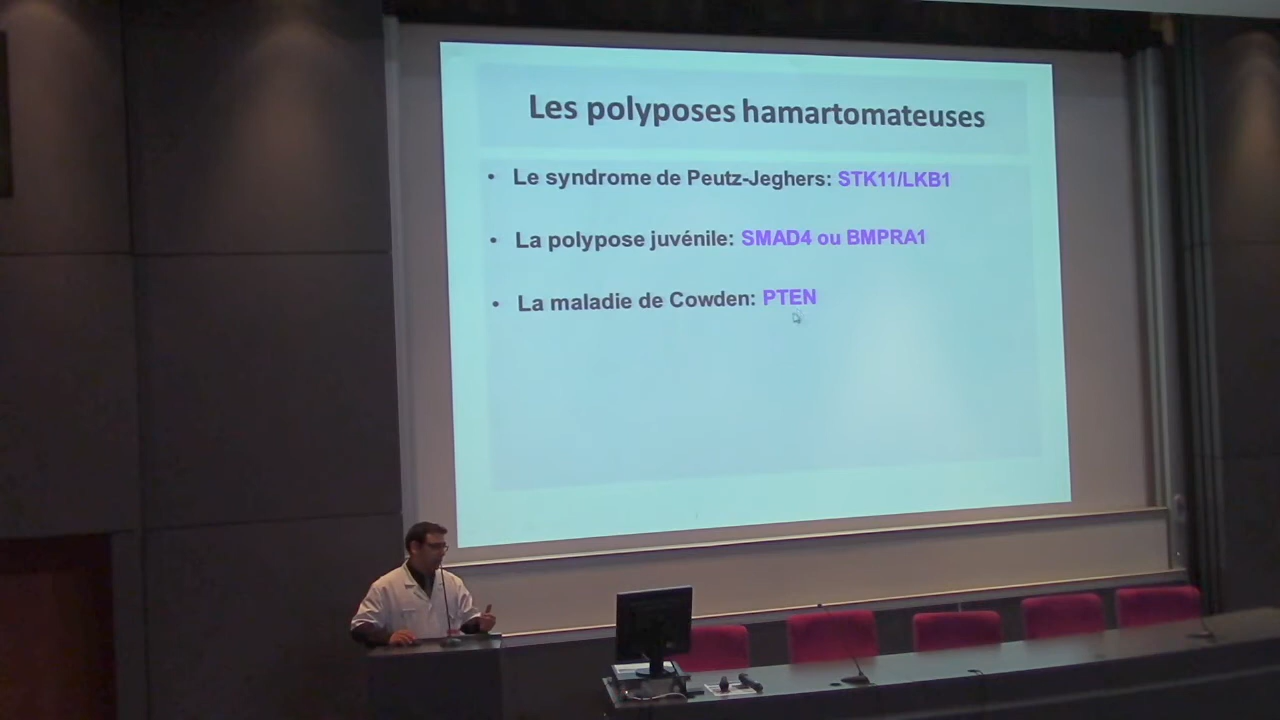 Les polyposes hamartomateuses
• Le syndrome de Peutz-Jeghers: STK11/LKB1
• La polypose juvénile: SMAD4 ou BMPRA1
• La maladie de Cowden: PTEN